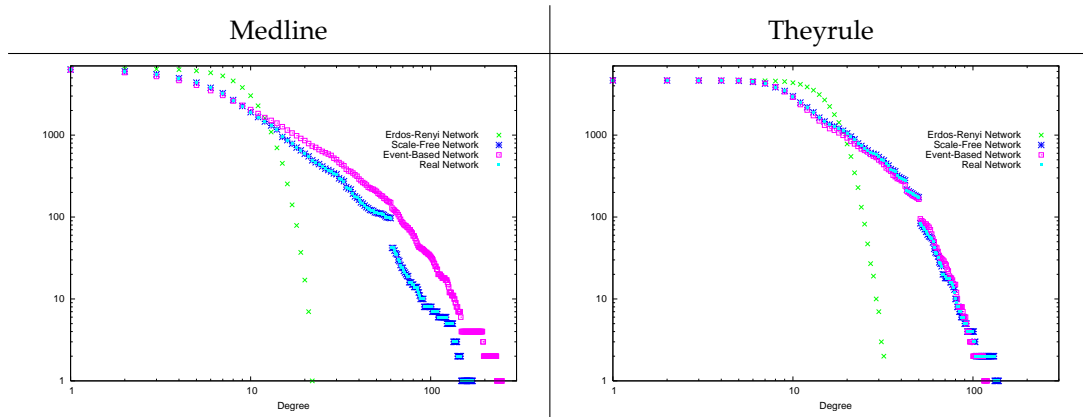 Medline
Theyrule
1000
100
10
1
1
10
100
Degree
Erdos-Renyi Network
Scale-Free Network
Event-Based Network
Real Network
1000
100
10
1
1
10
100
Degree
Erdos-Renyi Network
Scale-Free Network
Event-Based Network
Real Network